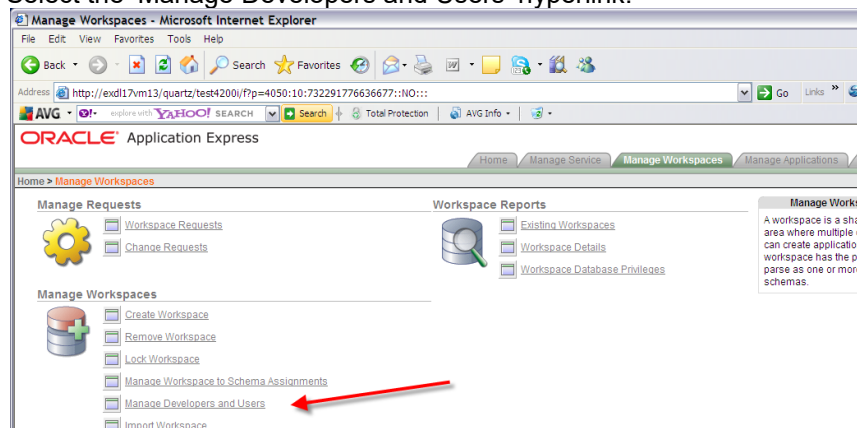 Select the 'Manage Developers and Users' hyperlink.
Manage Workspaces - Microsoft Internet Explorer
File Edit View Favorites Tools Help
Back Search Favorites
Address http://exdl17vm13/quartz/test4200i/f?p=4050:10:732291776636677::NO::: Go Links »
AVG explore with YAHOO! SEARCH Search Total Protection AVG Info
ORACLE Application Express
Home Manage Service Manage Workspaces Manage Applications
Home > Manage Workspaces
Manage Requests
Workspace Requests
Change Requests
Workspace Reports
Existing Workspaces
Workspace Details
Workspace Database Privileges
Manage Works
A workspace is a sha
area where multiple
can create applicatio
workspace has the p
parse as one or mor
schemas.
Manage Workspaces
Create Workspace
Remove Workspace
Lock Workspace
Manage Workspace to Schema Assignments
Manage Developers and Users
Import Workspace